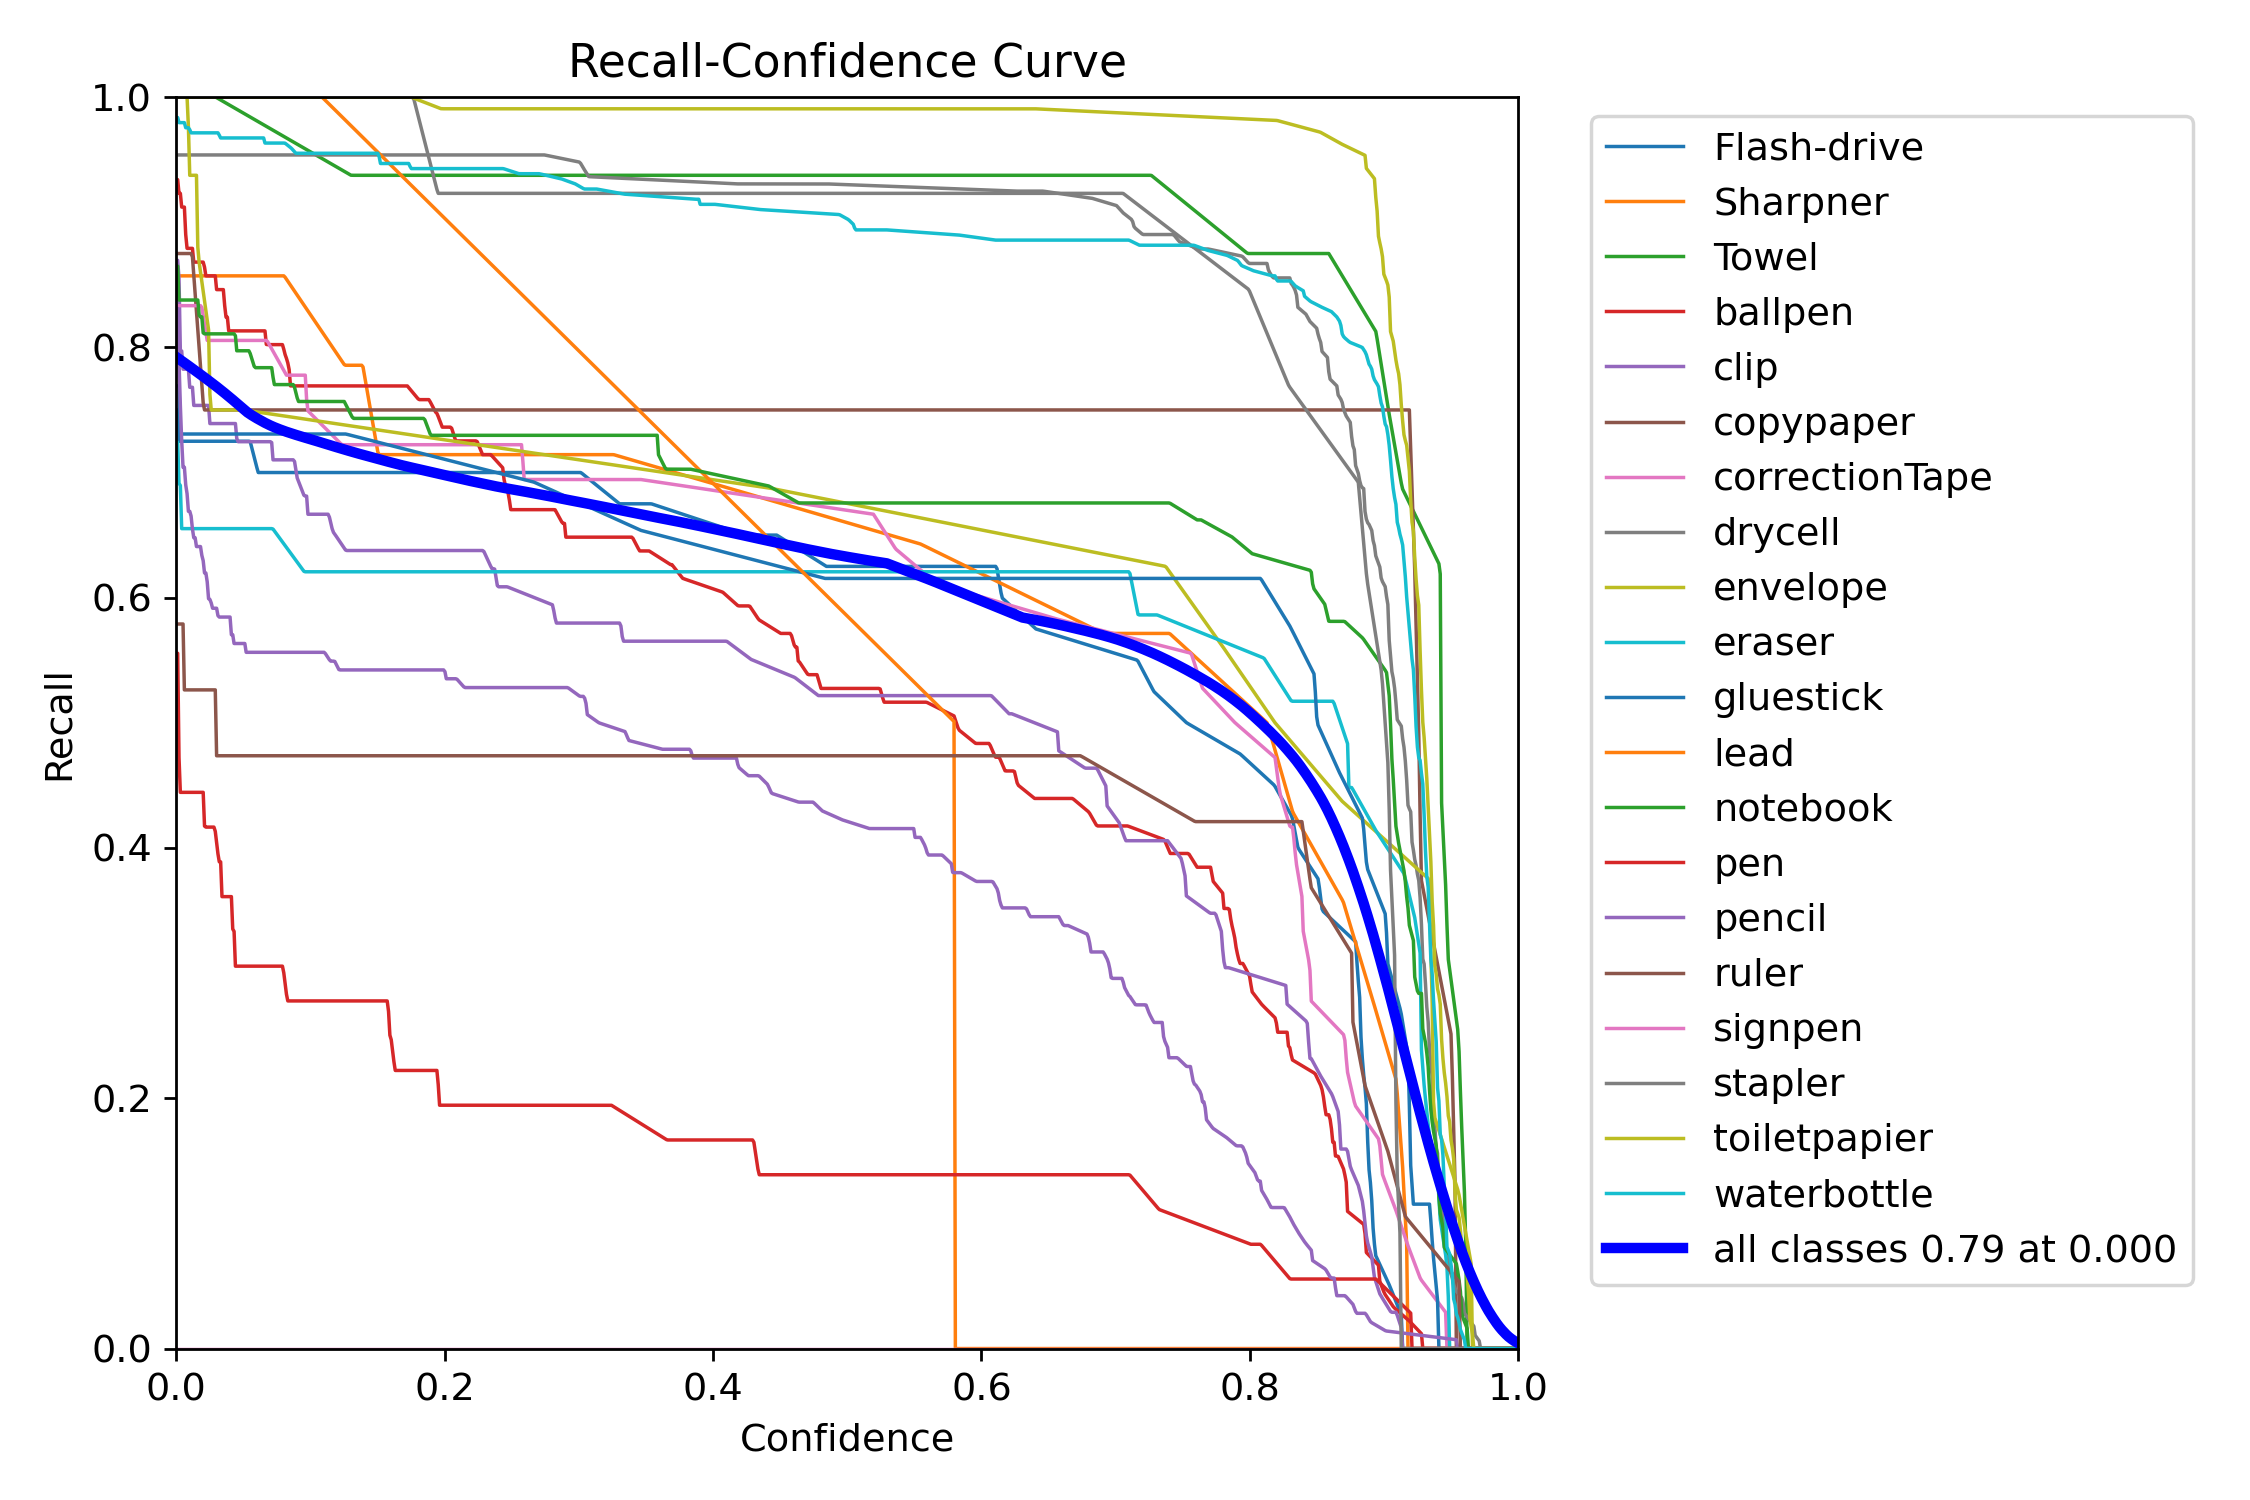 Recall-Confidence Curve
1.0
0.8
0.6
0.4
0.2
0.0
Recall
0.0 0.2 0.4 0.6 0.8 1.0
Confidence
Flash-drive
Sharpner
Towel
ballpen
clip
copypaper
correctionTape
drycell
envelope
eraser
gluestick
lead
notebook
pen
pencil
ruler
signpen
stapler
toiletpapier
waterbottle
all classes 0.79 at 0.000